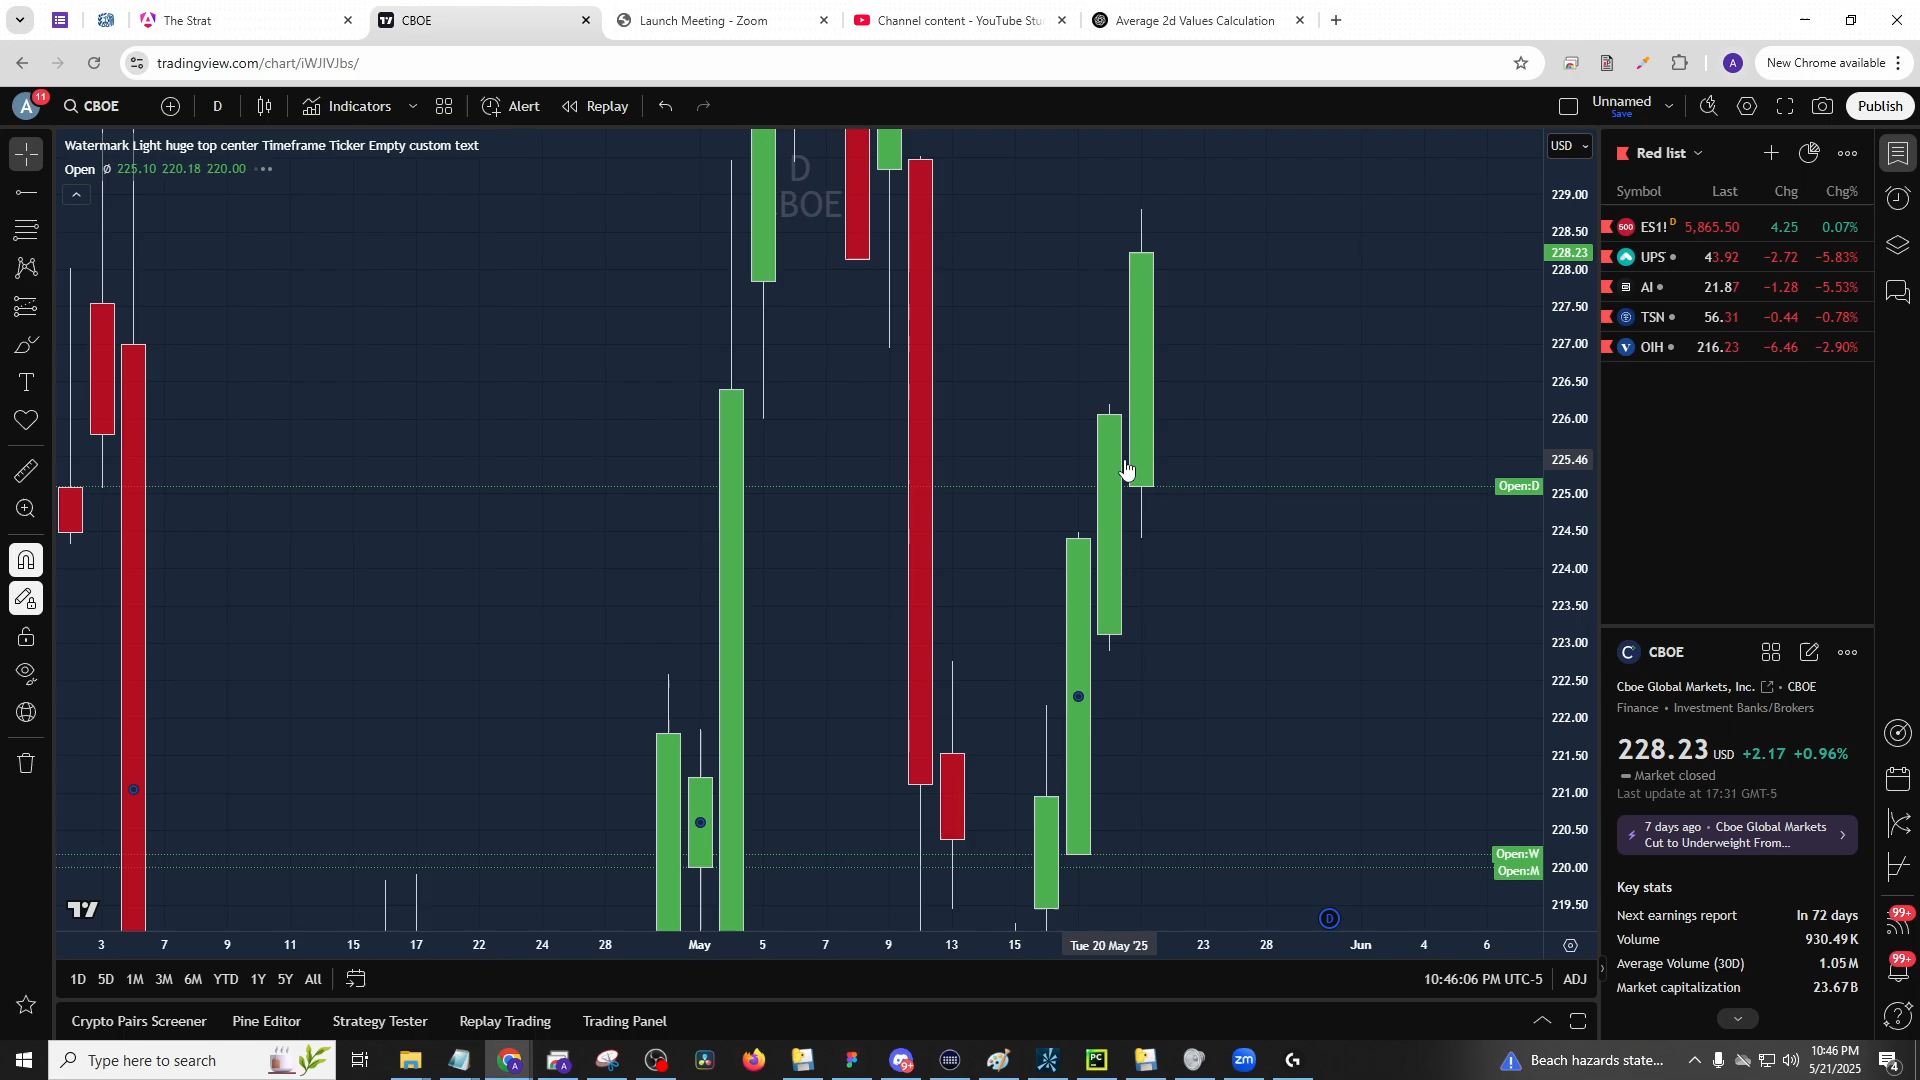 The Strat
CBOE
Launch Meeting - Zoom
Channel content - YouTube Stu
Average 2d Values Calculation
tradingview.com/chart/iWJIVJbs/
A
New Chrome available
A
11
CBOE
D
Indicators
Alert
Replay
Unnamed
Save
Publish
Watermark Light huge top center Timeframe Ticker Empty custom text
Open Ø 225.10 220.18 220.00
D
BOE
USD
229.00
228.50
228.23
228.00
227.50
227.00
226.50
226.00
225.46
Open:D
225.00
224.50
224.00
223.50
223.00
222.50
222.00
221.50
221.00
220.50
Open:W
220.00
Open:M
219.50
D
3
7
9
11
15
17
22
24
28
May
5
7
9
13
15
Tue 20 May '25
23
28
Jun
4
6
Red list
Symbol Last Chg Chg%
500 ES1! D 5,865.50 4.25 0.07%
UPS 43.92 −2.72 −5.83%
AI 21.87 −1.28 −5.53%
TSN 56.31 −0.44 −0.78%
OIH 216.23 −6.46 −2.90%
C CBOE
Cboe Global Markets, Inc. • CBOE
Finance • Investment Banks/Brokers
228.23 USD +2.17 +0.96%
Market closed
Last update at 17:31 GMT-5
7 days ago • Cboe Global Markets
Cut to Underweight From...
Key stats
Next earnings report In 72 days
Volume 930.49K
Average Volume (30D) 1.05M
Market capitalization 23.67B
99+
99+
1D 5D 1M 3M 6M YTD 1Y 5Y All
10:46:06 PM UTC-5 ADJ
Crypto Pairs Screener
Pine Editor
Strategy Tester
Replay Trading
Trading Panel
Type here to search
Beach hazards state...
10:46 PM
5/21/2025
4